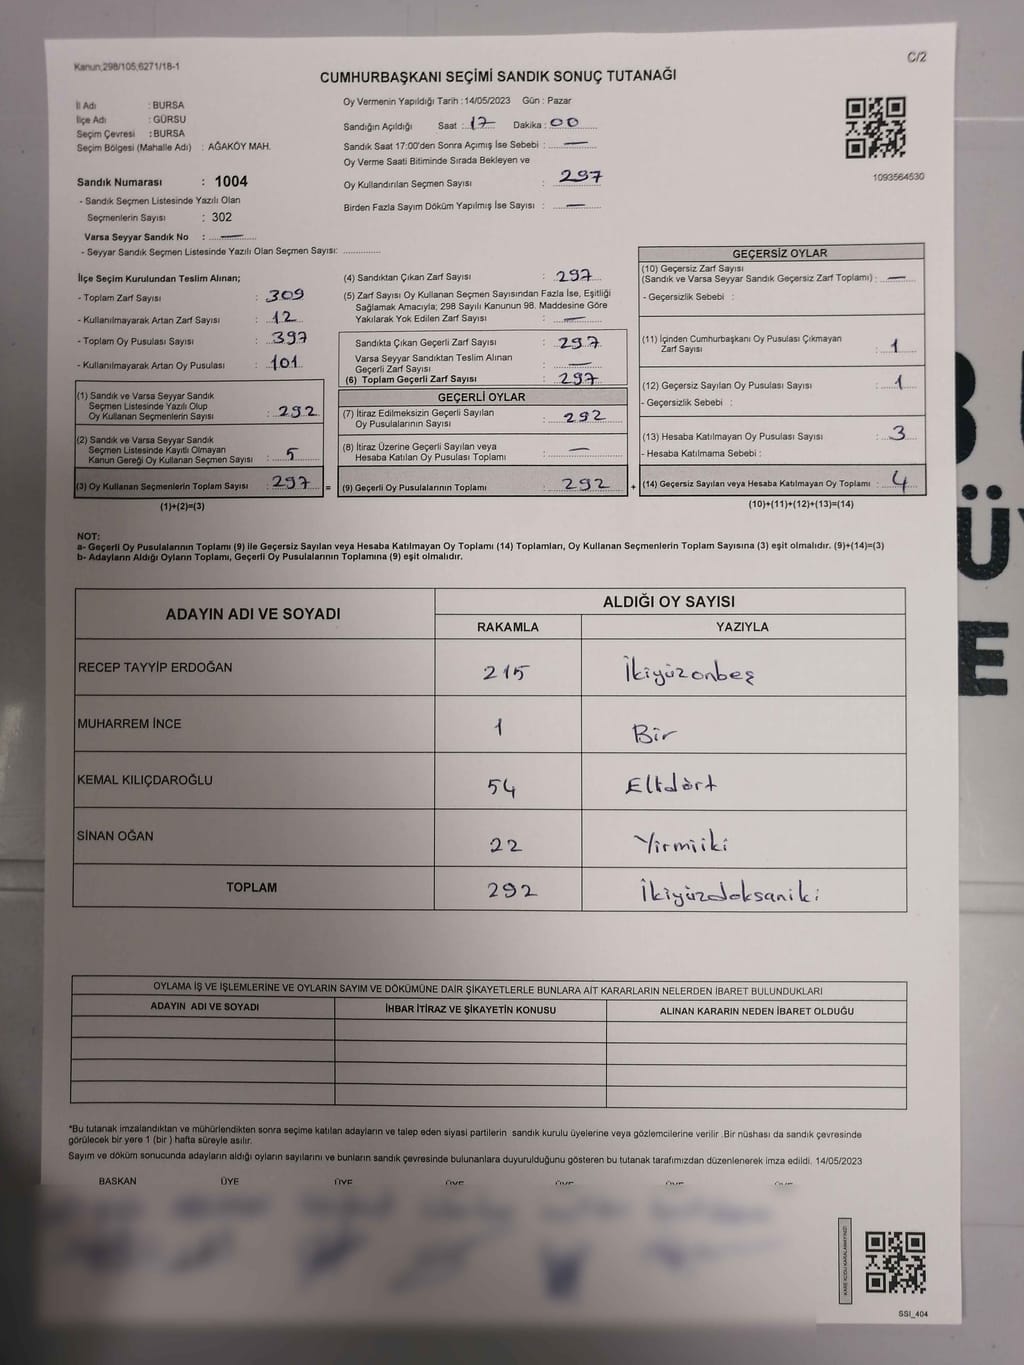 Kanun;298/105;6271/18-1
C/2
CUMHURBAŞKANI SEÇİMİ SANDIK SONUÇ TUTANAĞI
İl Adı : BURSA
İlçe Adı : GÜRSU
Seçim Çevresi : BURSA
Seçim Bölgesi (Mahalle Adı) : AĞAKÖY MAH.
Sandık Numarası : 1004
- Sandık Seçmen Listesinde Yazılı Olan
Seçmenlerin Sayısı : 302
Varsa Seyyar Sandık No : —
- Seyyar Sandık Seçmen Listesinde Yazılı Olan Seçmen Sayısı: ............
Oy Vermenin Yapıldığı Tarih : 14/05/2023 Gün : Pazar
Sandığın Açıldığı Saat : 17 Dakika : 00
Sandık Saat 17:00'den Sonra Açımış İse Sebebi : —
Oy Verme Saati Bitiminde Sırada Bekleyen ve
Oy Kullandırılan Seçmen Sayısı : 297
Birden Fazla Sayım Döküm Yapılmış İse Sayısı : —
1093564530
İlçe Seçim Kurulundan Teslim Alınan;
- Toplam Zarf Sayısı : 309
- Kullanılmayarak Artan Zarf Sayısı : 12
- Toplam Oy Pusulası Sayısı : 397
- Kullanılmayarak Artan Oy Pusulası : 101
(1) Sandık ve Varsa Seyyar Sandık
Seçmen Listesinde Yazılı Olup
Oy Kullanan Seçmenlerin Sayısı : 292
(2) Sandık ve Varsa Seyyar Sandık
Seçmen Listesinde Kayıtlı Olmayan
Kanun Gereği Oy Kullanan Seçmen Sayısı : 5
(3) Oy Kullanan Seçmenlerin Toplam Sayısı : 297 =
(1)+(2)=(3)
(4) Sandıktan Çıkan Zarf Sayısı : 297
(5) Zarf Sayısı Oy Kullanan Seçmen Sayısından Fazla İse, Eşitliği
Sağlamak Amacıyla; 298 Sayılı Kanunun 98. Maddesine Göre
Yakılarak Yok Edilen Zarf Sayısı : —
Sandıkta Çıkan Geçerli Zarf Sayısı : 297
Varsa Seyyar Sandıktan Teslim Alınan
Geçerli Zarf Sayısı : —
(6) Toplam Geçerli Zarf Sayısı : 297
GEÇERLİ OYLAR
(7) İtiraz Edilmeksizin Geçerli Sayılan
Oy Pusulalarının Sayısı : 292
(8) İtiraz Üzerine Geçerli Sayılan veya
Hesaba Katılan Oy Pusulası Toplamı : —
(9) Geçerli Oy Pusulalarının Toplamı : 292 +
GEÇERSİZ OYLAR
(10) Geçersiz Zarf Sayısı
(Sandık ve Varsa Seyyar Sandık Geçersiz Zarf Toplamı) : —
- Geçersizlik Sebebi :
(11) İçinden Cumhurbaşkanı Oy Pusulası Çıkmayan
Zarf Sayısı : 1
(12) Geçersiz Sayılan Oy Pusulası Sayısı : 1
- Geçersizlik Sebebi :
(13) Hesaba Katılmayan Oy Pusulası Sayısı : 3
- Hesaba Katılmama Sebebi :
(14) Geçersiz Sayılan veya Hesaba Katılmayan Oy Toplamı : 4
(10)+(11)+(12)+(13)=(14)
NOT:
a- Geçerli Oy Pusulalarının Toplamı (9) ile Geçersiz Sayılan veya Hesaba Katılmayan Oy Toplamı (14) Toplamları, Oy Kullanan Seçmenlerin Toplam Sayısına (3) eşit olmalıdır. (9)+(14)=(3)
b- Adayların Aldığı Oyların Toplamı, Geçerli Oy Pusulalarının Toplamına (9) eşit olmalıdır.
ADAYIN ADI VE SOYADI
ALDIĞI OY SAYISI
RAKAMLA YAZIYLA
RECEP TAYYİP ERDOĞAN 215 İkiyüzonbeş
MUHARREM İNCE 1 Bir
KEMAL KILIÇDAROĞLU 54 Ellidört
SİNAN OĞAN 22 Yirmiiki
TOPLAM 292 İkiyüzdoksaniki
OYLAMA İŞ VE İŞLEMLERİNE VE OYLARIN SAYIM VE DÖKÜMÜNE DAİR ŞİKAYETLERLE BUNLARA AİT KARARLARIN NELERDEN İBARET BULUNDUKLARI
ADAYIN ADI VE SOYADI İHBAR İTİRAZ VE ŞİKAYETİN KONUSU ALINAN KARARIN NEDEN İBARET OLDUĞU
*Bu tutanak imzalandıktan ve mühürlendikten sonra seçime katılan adayların ve talep eden siyasi partilerin sandık kurulu üyelerine veya gözlemcilerine verilir .Bir nüshası da sandık çevresinde
görülecek bir yere 1 (bir ) hafta süreyle asılır.
Sayım ve döküm sonucunda adayların aldığı oyların sayılarını ve bunların sandık çevresinde bulunanlara duyurulduğunu gösteren bu tutanak tarafımızdan düzenlenerek imza edildi. 14/05/2023
BAŞKAN ÜYE ÜYE ÜYE ÜYE ÜYE ÜYE
KARE KODU KARALAMAYINIZ!
SSI_404